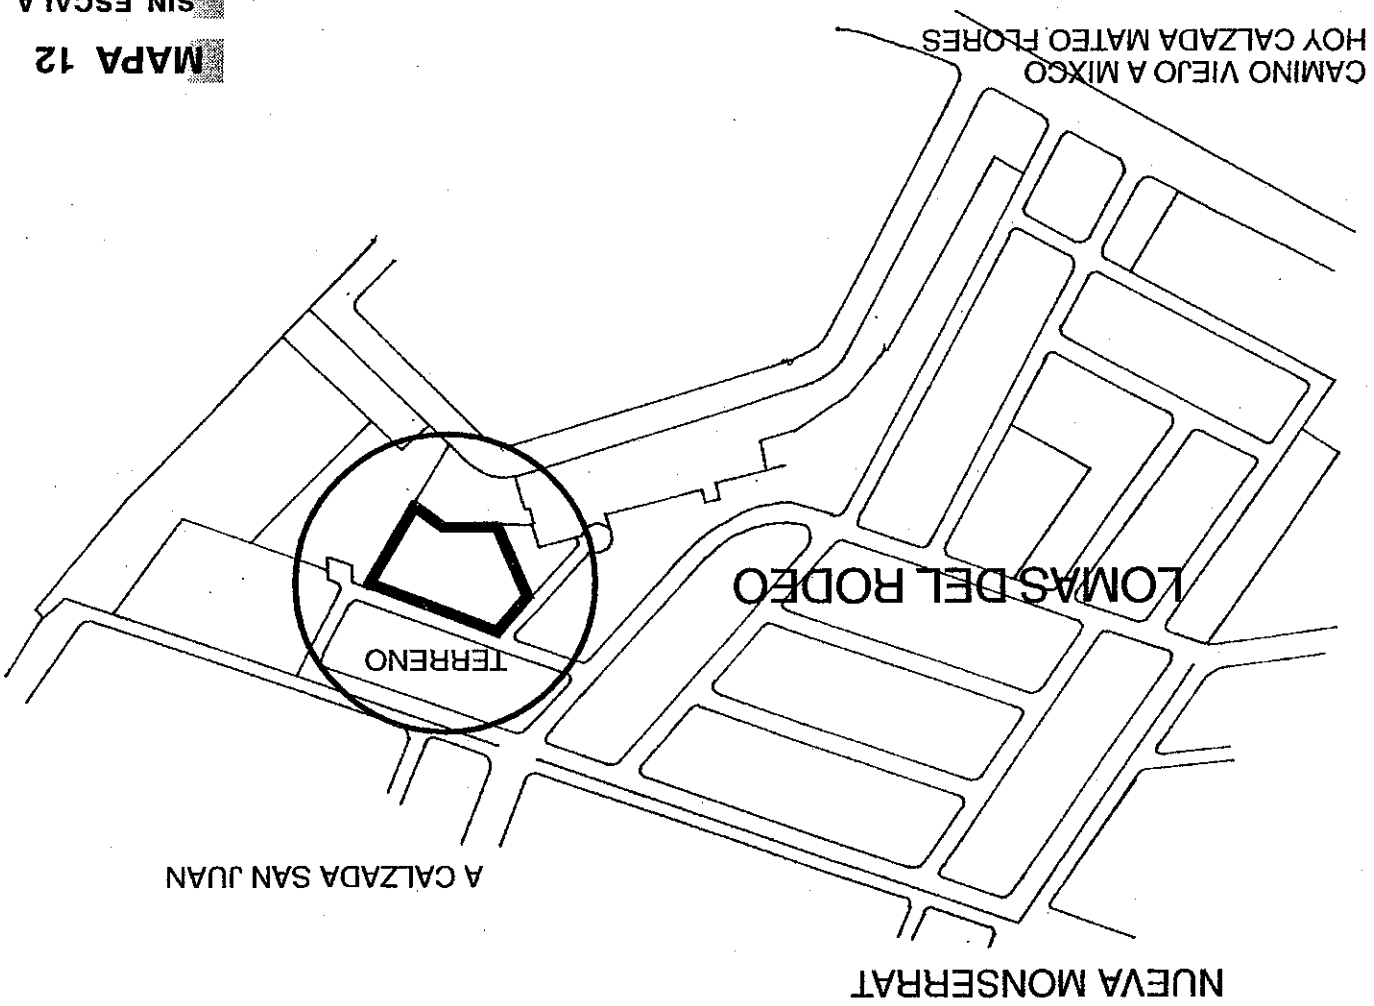 NUEVA MONSERRAT
A CALZADA SAN JUAN
TERRENO
LOMAS DEL RODEO
CAMINO VIEJO A MIXCO
HOY CALZADA MATEO FLORES
MAPA 12
SIN ESCALA